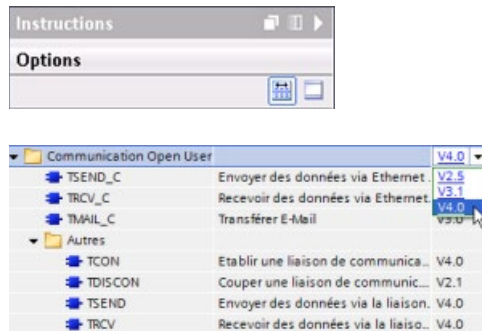 Instructions
Options
Communication Open User V4.0
TSEND_C Envoyer des données via Ethernet . V2.5
TRCV_C Recevoir des données via Ethernet. V3.1
V4.0
TMAIL_C Transférer E-Mail V3.0
Autres
TCON Etablir une liaison de communica... V4.0
TDISCON Couper une liaison de communic... V2.1
TSEND Envoyer des données via la liaison. V4.0
TRCV Recevoir des données via la liaiso.. V4.0